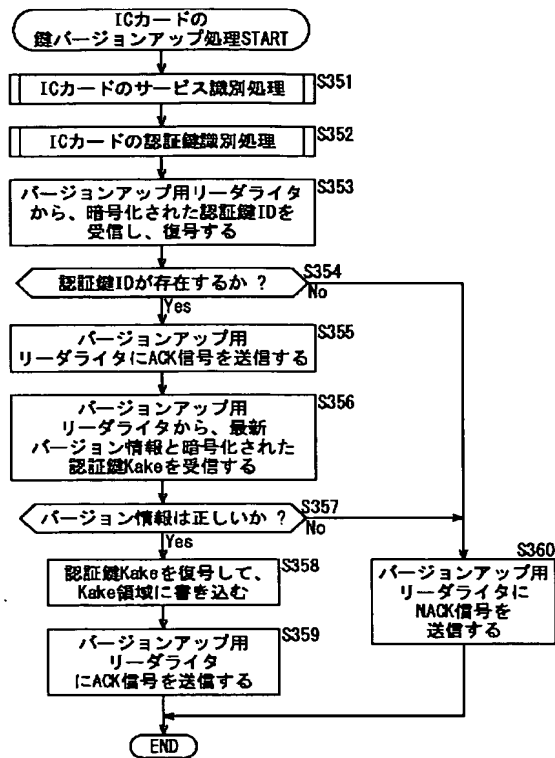 ICカードの
鍵バージョンアップ処理START
ICカードのサービス識別処理
S351
ICカードの認証鍵識別処理
S352
バージョンアップ用リーダライタ
から、暗号化された認証鍵IDを
受信し、復号する
S353
認証鍵IDが存在するか ?
S354
No
Yes
バージョンアップ用
リーダライタにACK信号を送信する
S355
バージョンアップ用
リーダライタから、最新
バージョン情報と暗号化された
認証鍵Kakeを受信する
S356
バージョン情報は正しいか ?
S357
No
Yes
認証鍵Kakeを復号して、
Kake領域に書き込む
S358
バージョンアップ用
リーダライタ
にACK信号を送信する
S359
S360
バージョンアップ用
リーダライタに
NACK信号を
送信する
END